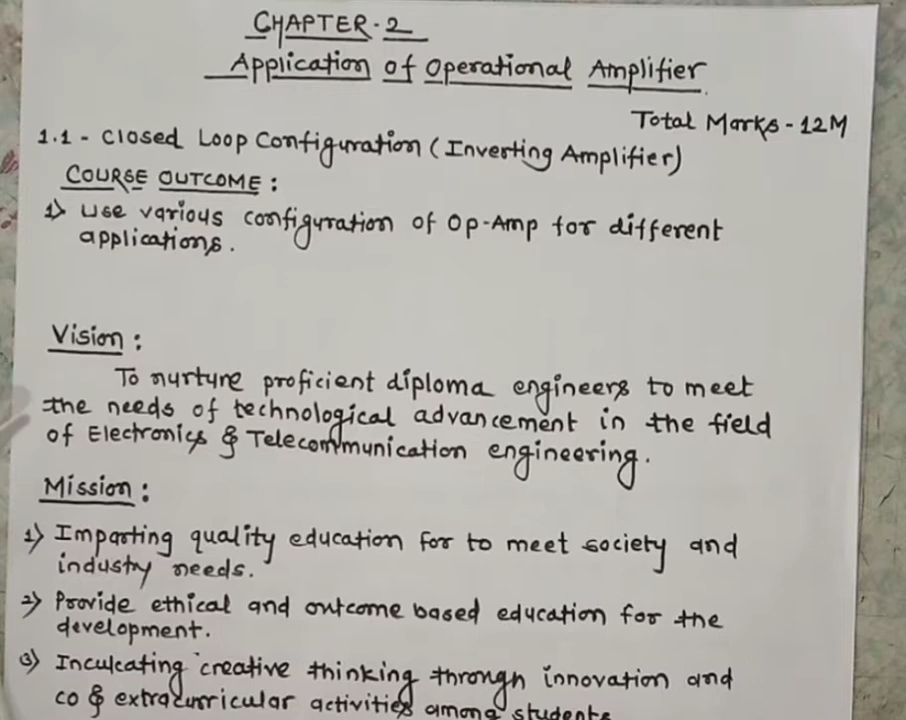 CHAPTER-2
Application of Operational Amplifier
Total Marks-12M
1.1 - Closed Loop Configuration (Inverting Amplifier)
COURSE OUTCOME :
1) Use various configuration of Op-Amp for different
applications.
Vision :
To nurture proficient diploma engineers to meet
the needs of technological advancement in the field
of Electronics & Telecommunication engineering.
Mission :
1) Imparting quality education for to meet society and
industry needs.
2) Provide ethical and outcome based education for the
development.
3) Inculcating creative thinking through innovation and
co & extracurricular activities among students